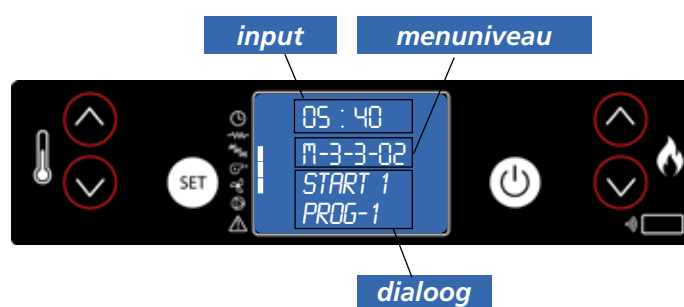 input menuniveau
05 : 40
M-3-3-02
SET
START 1
PROG-1
dialoog